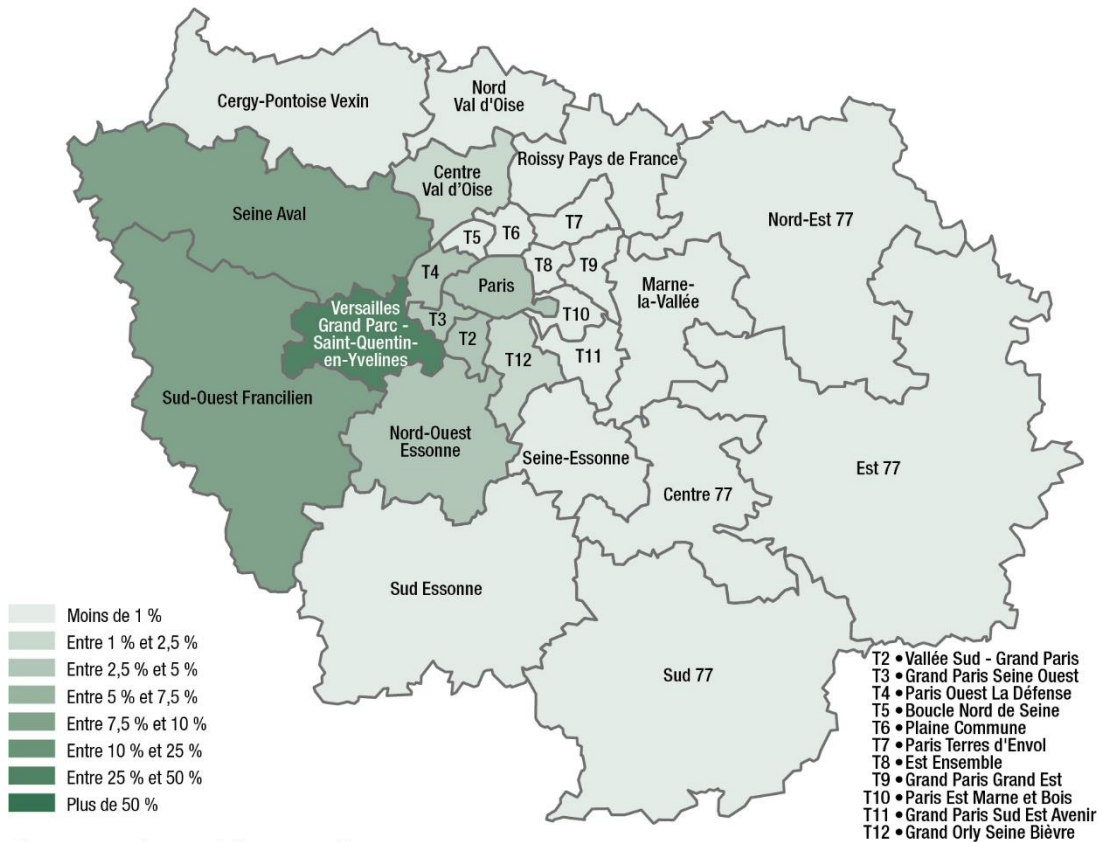 Cergy-Pontoise Vexin
Nord
Val d'Oise
Roissy Pays de France
Centre
Val d'Oise
Seine Aval
Nord-Est 77
T5
T6
T7
T4
T8
T9
Paris
Marne-
la-Vallée
Versailles
Grand Parc -
Saint-Quentin-
en-Yvelines
T3
T2
T10
T12
T11
Sud-Ouest Francilien
Nord-Ouest
Essonne
Seine-Essonne
Est 77
Centre 77
Sud Essonne
Sud 77
Moins de 1 %
Entre 1 % et 2,5 %
Entre 2,5 % et 5 %
Entre 5 % et 7,5 %
Entre 7,5 % et 10 %
Entre 10 % et 25 %
Entre 25 % et 50 %
Plus de 50 %
T2 • Vallée Sud - Grand Paris
T3 • Grand Paris Seine Ouest
T4 • Paris Ouest La Défense
T5 • Boucle Nord de Seine
T6 • Plaine Commune
T7 • Paris Terres d'Envol
T8 • Est Ensemble
T9 • Grand Paris Grand Est
T10 • Paris Est Marne et Bois
T11 • Grand Paris Sud Est Avenir
T12 • Grand Orly Seine Bièvre